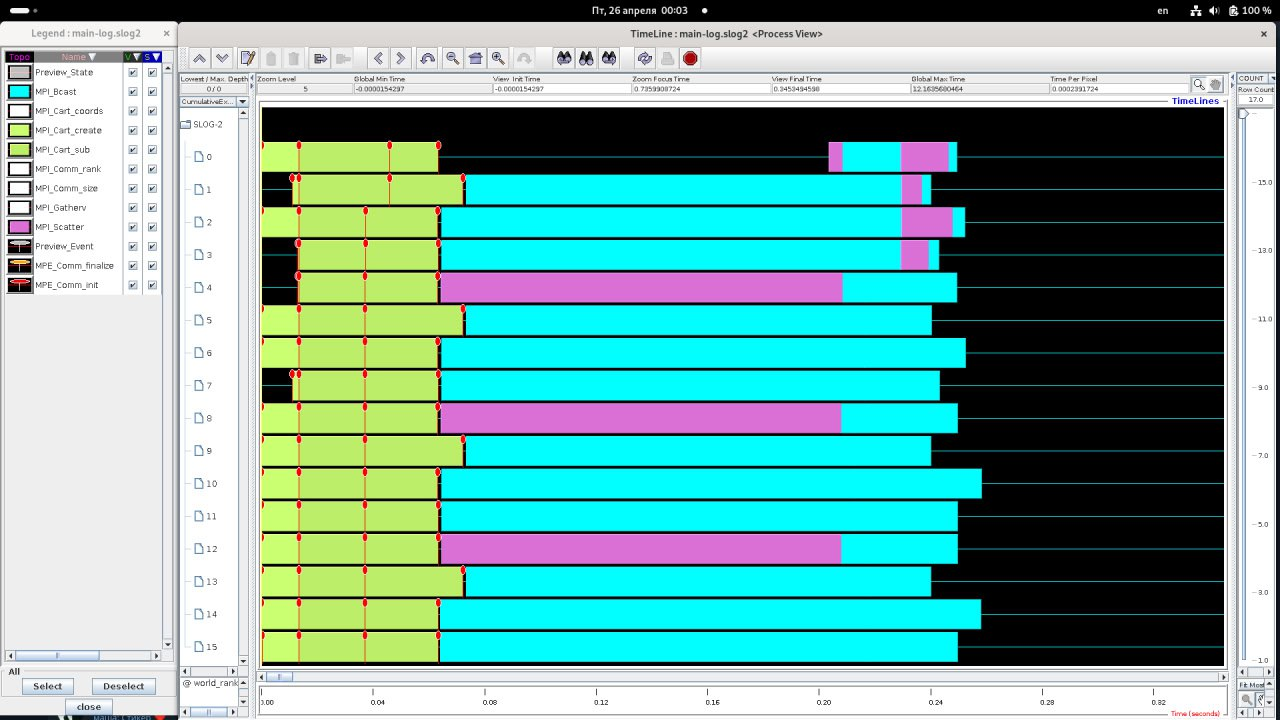 Пт, 26 апреля 00:03
en
100 %
Legend : main-log.slog2
×
TimeLine : main-log.slog2 <Process View>
×
Topo Name V S
Preview_State
MPI_Bcast
MPI_Cart_coords
MPI_Cart_create
MPI_Cart_sub
MPI_Comm_rank
MPI_Comm_size
MPI_Gatherv
MPI_Scatter
Preview_Event
MPE_Comm_finalize
MPE_Comm_init
All
Select
Deselect
close
Lowest / Max. Depth
0 / 0
Zoom Level
5
Global Min Time
-0.0000154297
View Init Time
-0.0000154297
Zoom Focus Time
0.7359908724
View Final Time
0.3453494598
Global Max Time
12.1635680464
Time Per Pixel
0.0002391724
CumulativeEx...
TimeLines
SLOG-2
0
1
2
3
4
5
6
7
8
9
10
11
12
13
14
15
@ world_rank
0.00
0.04
0.08
0.12
0.16
0.20
0.24
0.28
0.32
Time (seconds)
COUNT
Row Count
17.0
15.0
13.0
11.0
9.0
7.0
5.0
3.0
1.0
Fit Most